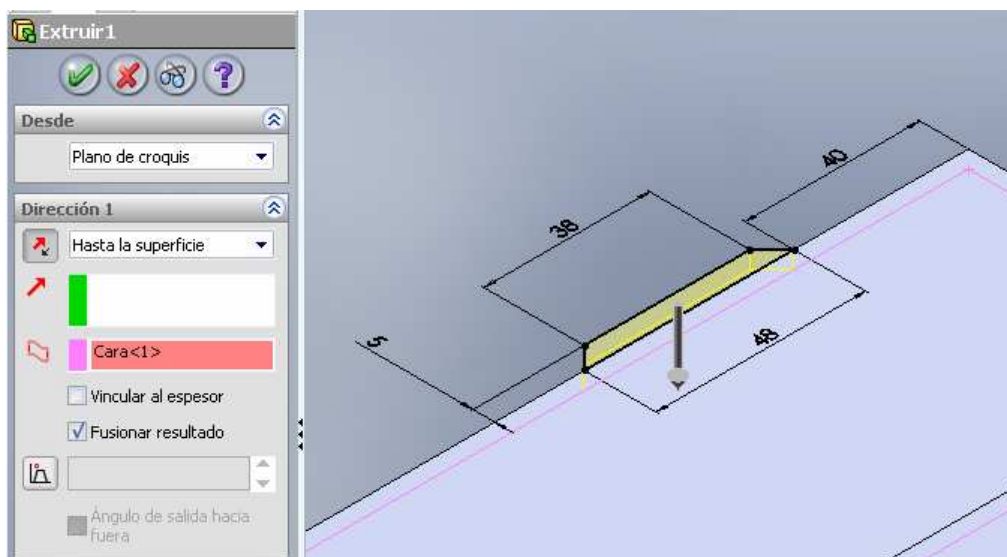 Extruir1
Desde
Plano de croquis
Dirección 1
Hasta la superficie
Cara<1>
Vincular al espesor
Fusionar resultado
Ángulo de salida hacia
fuera
40
38
48
5